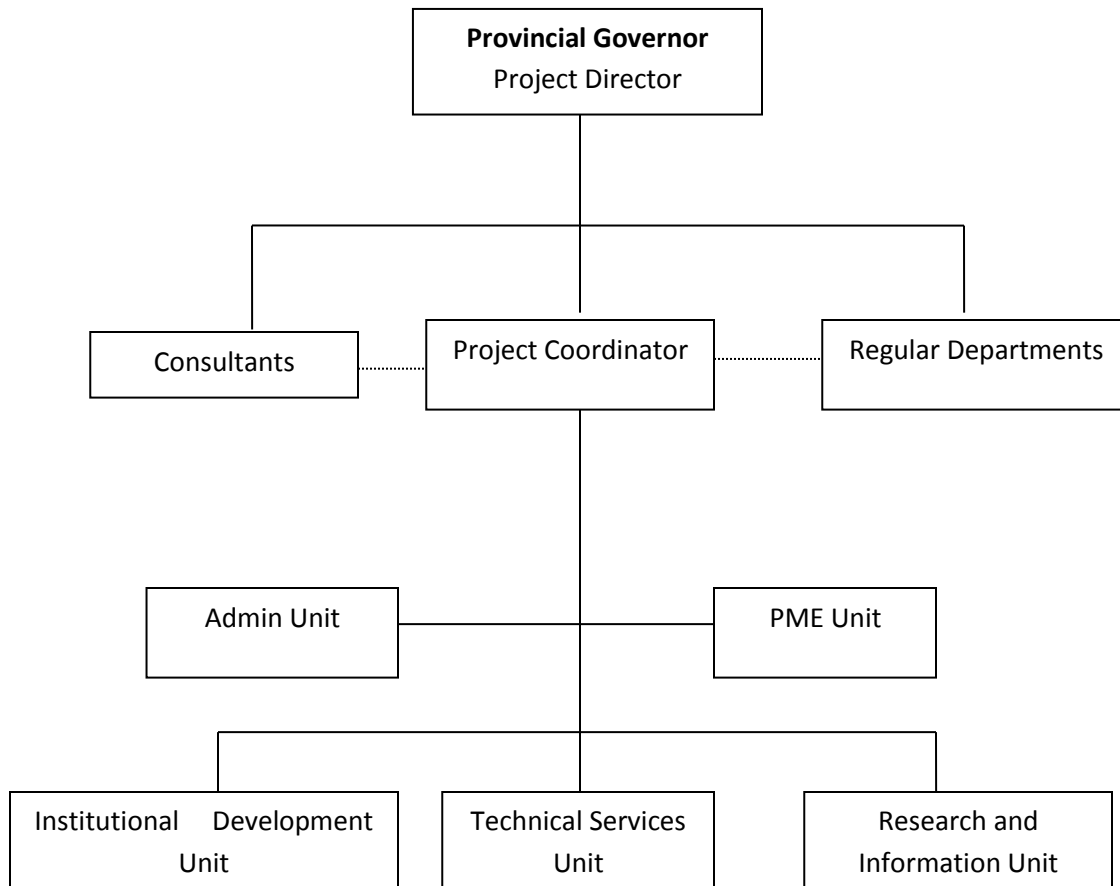 Provincial Governor
Project Director
Consultants
Project Coordinator
Regular Departments
Admin Unit
PME Unit
Institutional Development
Unit
Technical Services
Unit
Research and
Information Unit